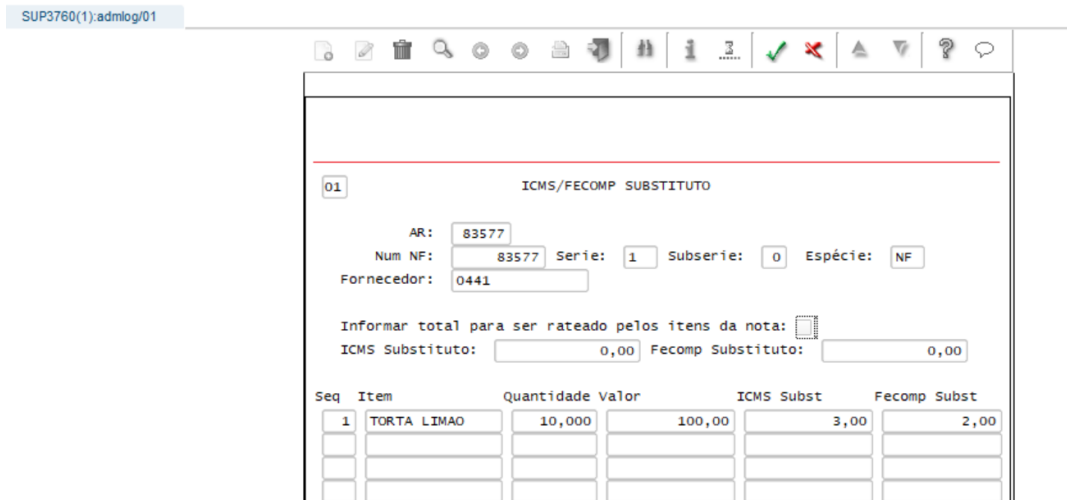 SUP3760(1):admlog/01
01 ICMS/FECOMP SUBSTITUTO
AR: 83577
Num NF: 83577 Serie: 1 Subserie: 0 Espécie: NF
Fornecedor: 0441
Informar total para ser rateado pelos itens da nota:
ICMS Substituto: 0,00 Fecomp Substituto: 0,00
Seq Item Quantidade Valor ICMS Subst Fecomp Subst
1 TORTA LIMAO 10,000 100,00 3,00 2,00